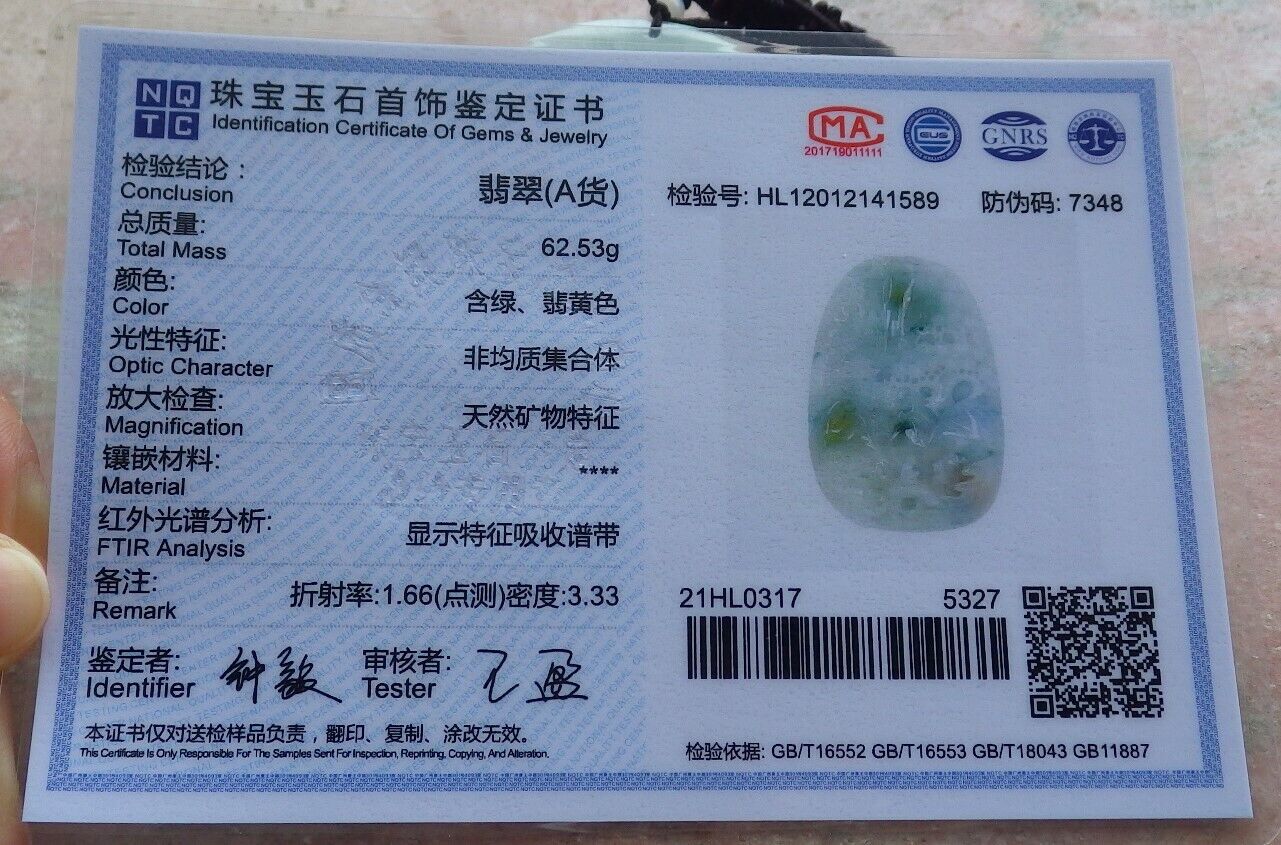 NQ
TC
珠宝玉石首饰鉴定证书
Identification Certificate Of Gems & Jewelry
检验结论：
Conclusion
翡翠(A货)
总质量:
Total Mass
62.53g
颜色:
Color
含绿、翡黄色
光性特征:
Optic Character
非均质集合体
放大检查:
Magnification
天然矿物特征
镶嵌材料:
Material
****
红外光谱分析:
FTIR Analysis
显示特征吸收谱带
备注:
Remark
折射率:1.66(点测)密度:3.33
鉴定者:
Identifier
审核者:
Tester
本证书仅对送检样品负责，翻印、复制、涂改无效。
This Certificate Is Only Responsible For The Samples Sent For Inspection, Reprinting, Copying, And Alteration.
MA
201719011111
GNRS
检验号: HL12012141589 防伪码: 7348
21HL0317 5327
检验依据: GB/T16552 GB/T16553 GB/T18043 GB11887